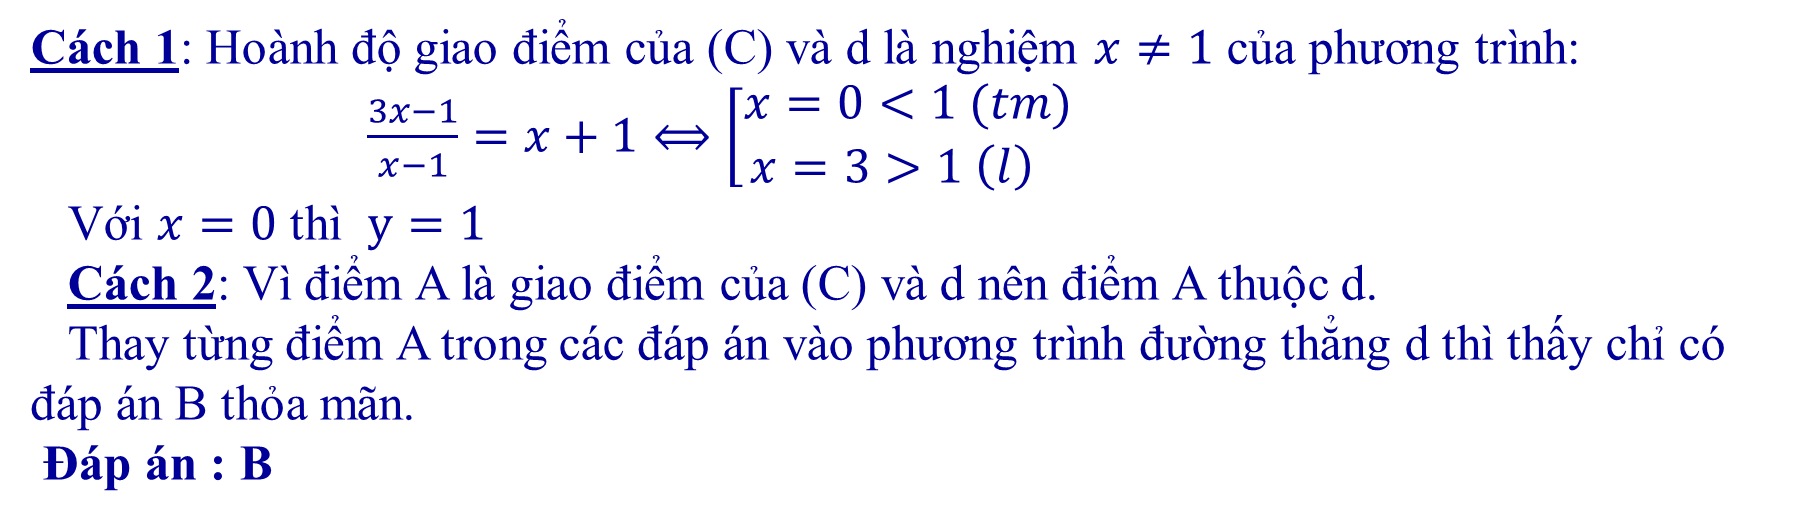 Cách 1: Hoành độ giao điểm của (C) và d là nghiệm x ≠ 1 của phương trình:
\frac{3x-1}{x-1} = x + 1 ⟺ [x = 0 < 1 (tm)
x = 3 > 1 (l)
Với x = 0 thì y = 1
Cách 2: Vì điểm A là giao điểm của (C) và d nên điểm A thuộc d.
Thay từng điểm A trong các đáp án vào phương trình đường thẳng d thì thấy chỉ có
đáp án B thỏa mãn.
Đáp án : B